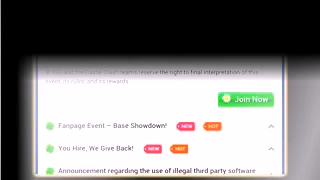 reserve the right to final interpretation of this
event, its rules, and its rewards.
Join Now
Fanpage Event – Base Showdown! NEW HOT
You Hire, We Give Back! NEW HOT
Announcement regarding the use of illegal third party software